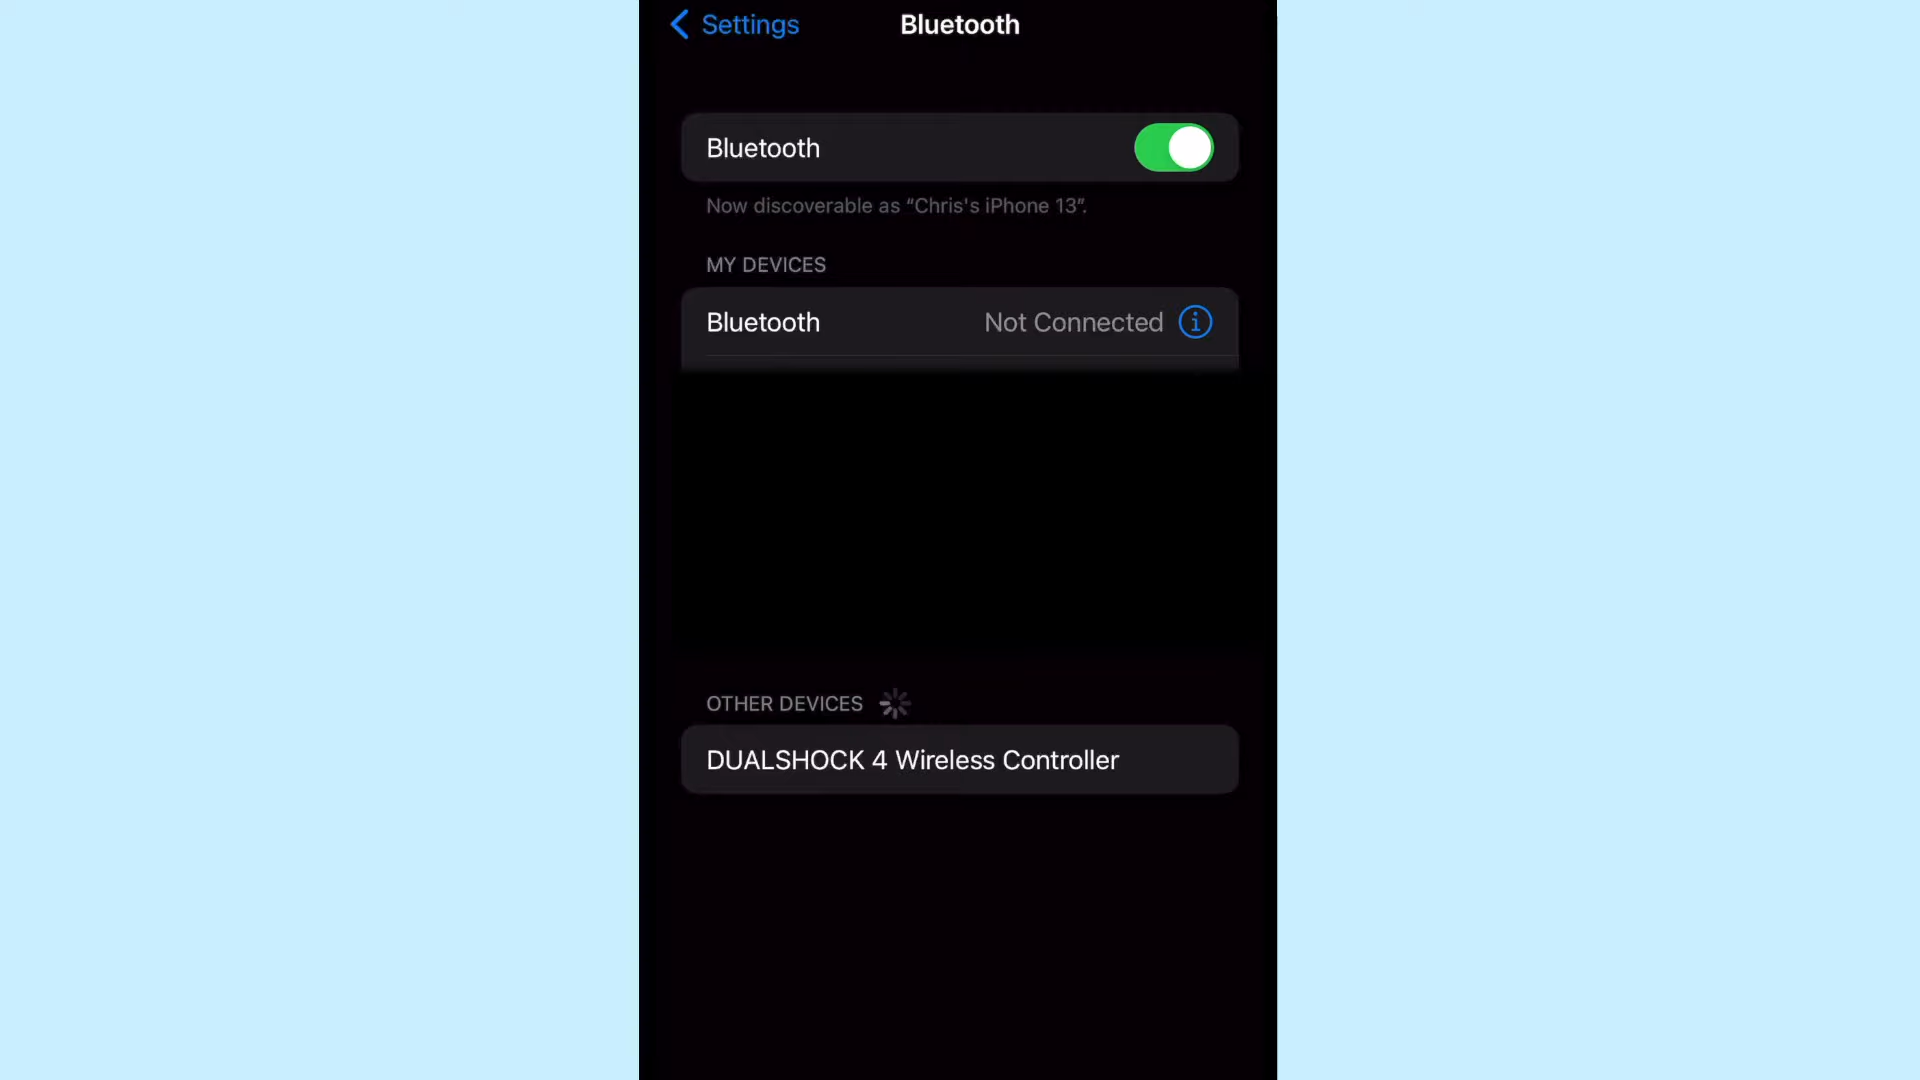 Settings
Bluetooth
Bluetooth
Now discoverable as “Chris's iPhone 13”.
MY DEVICES
Bluetooth Not Connected
OTHER DEVICES
DUALSHOCK 4 Wireless Controller